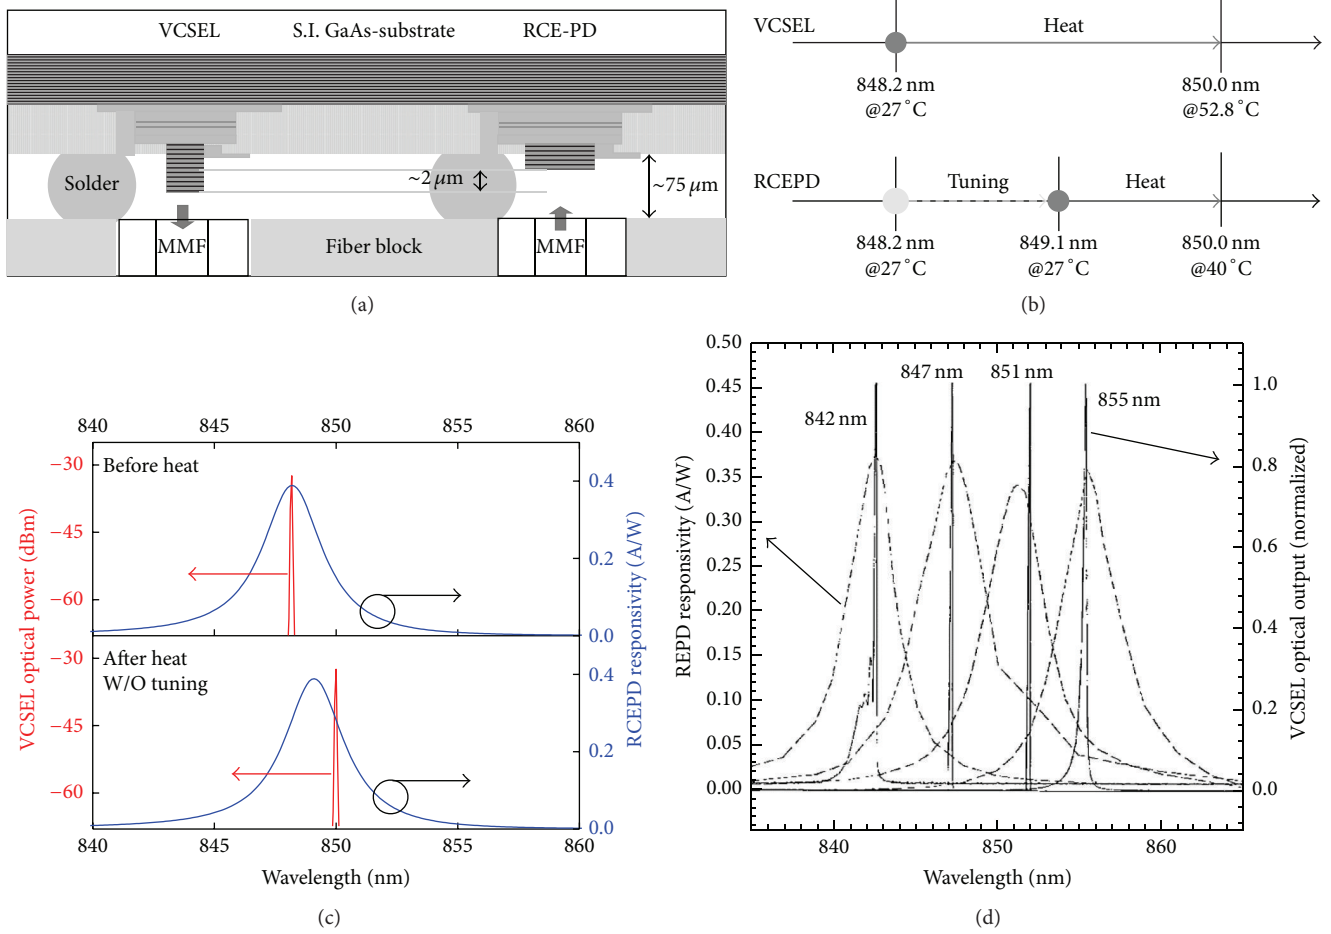 VCSEL S.I. GaAs-substrate RCE-PD
Solder
~2 μm
~75 μm
MMF Fiber block MMF
(a)
VCSEL Heat
848.2 nm 850.0 nm
@27°C @52.8°C
RCEPD Tuning Heat
848.2 nm 849.1 nm 850.0 nm
@27°C @27°C @40°C
(b)
840 845 850 855 860
Before heat
−30
−45
−60
0.4
0.2
0.0
After heat
W/O tuning
−30
−45
−60
0.4
0.2
0.0
VCSEL optical power (dBm)
RCEPD responsivity (A/W)
840 845 850 855 860
Wavelength (nm)
(c)
0.50
0.45
0.40
0.35
0.30
0.25
0.20
0.15
0.10
0.05
0.00
REPD responsivity (A/W)
842 nm
847 nm
851 nm
855 nm
1.0
0.8
0.6
0.4
0.2
0.0
VCSEL optical output (normalized)
840 850 860
Wavelength (nm)
(d)